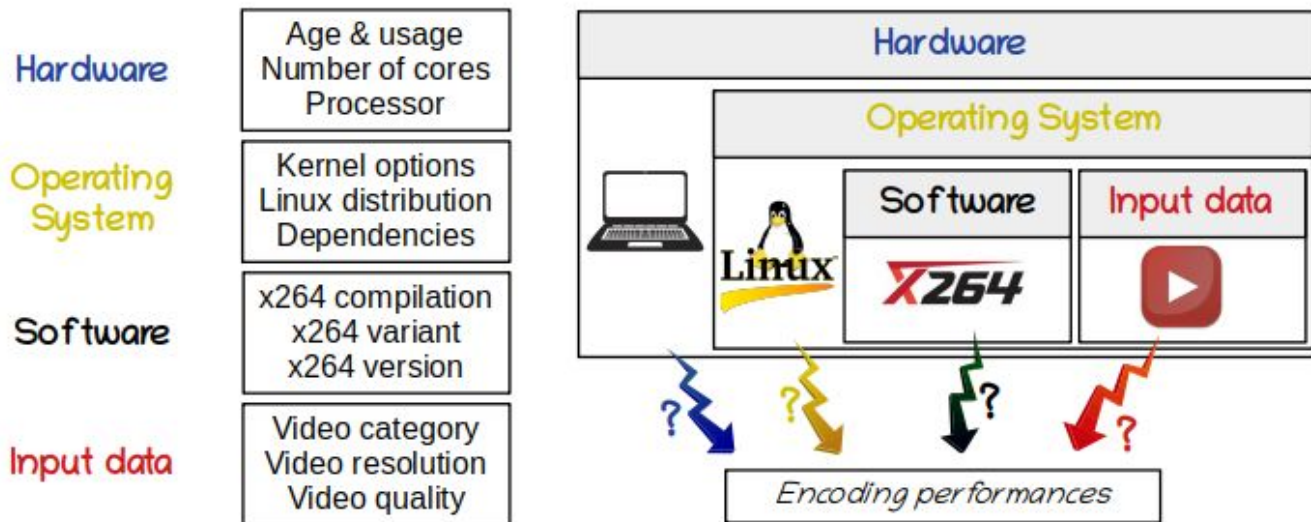 Hardware
Age & usage
Number of cores
Processor
Operating
System
Kernel options
Linux distribution
Dependencies
Software
x264 compilation
x264 variant
x264 version
Input data
Video category
Video resolution
Video quality
Hardware
Operating System
Software
Input data
Linux
X264
?
?
?
?
Encoding performances